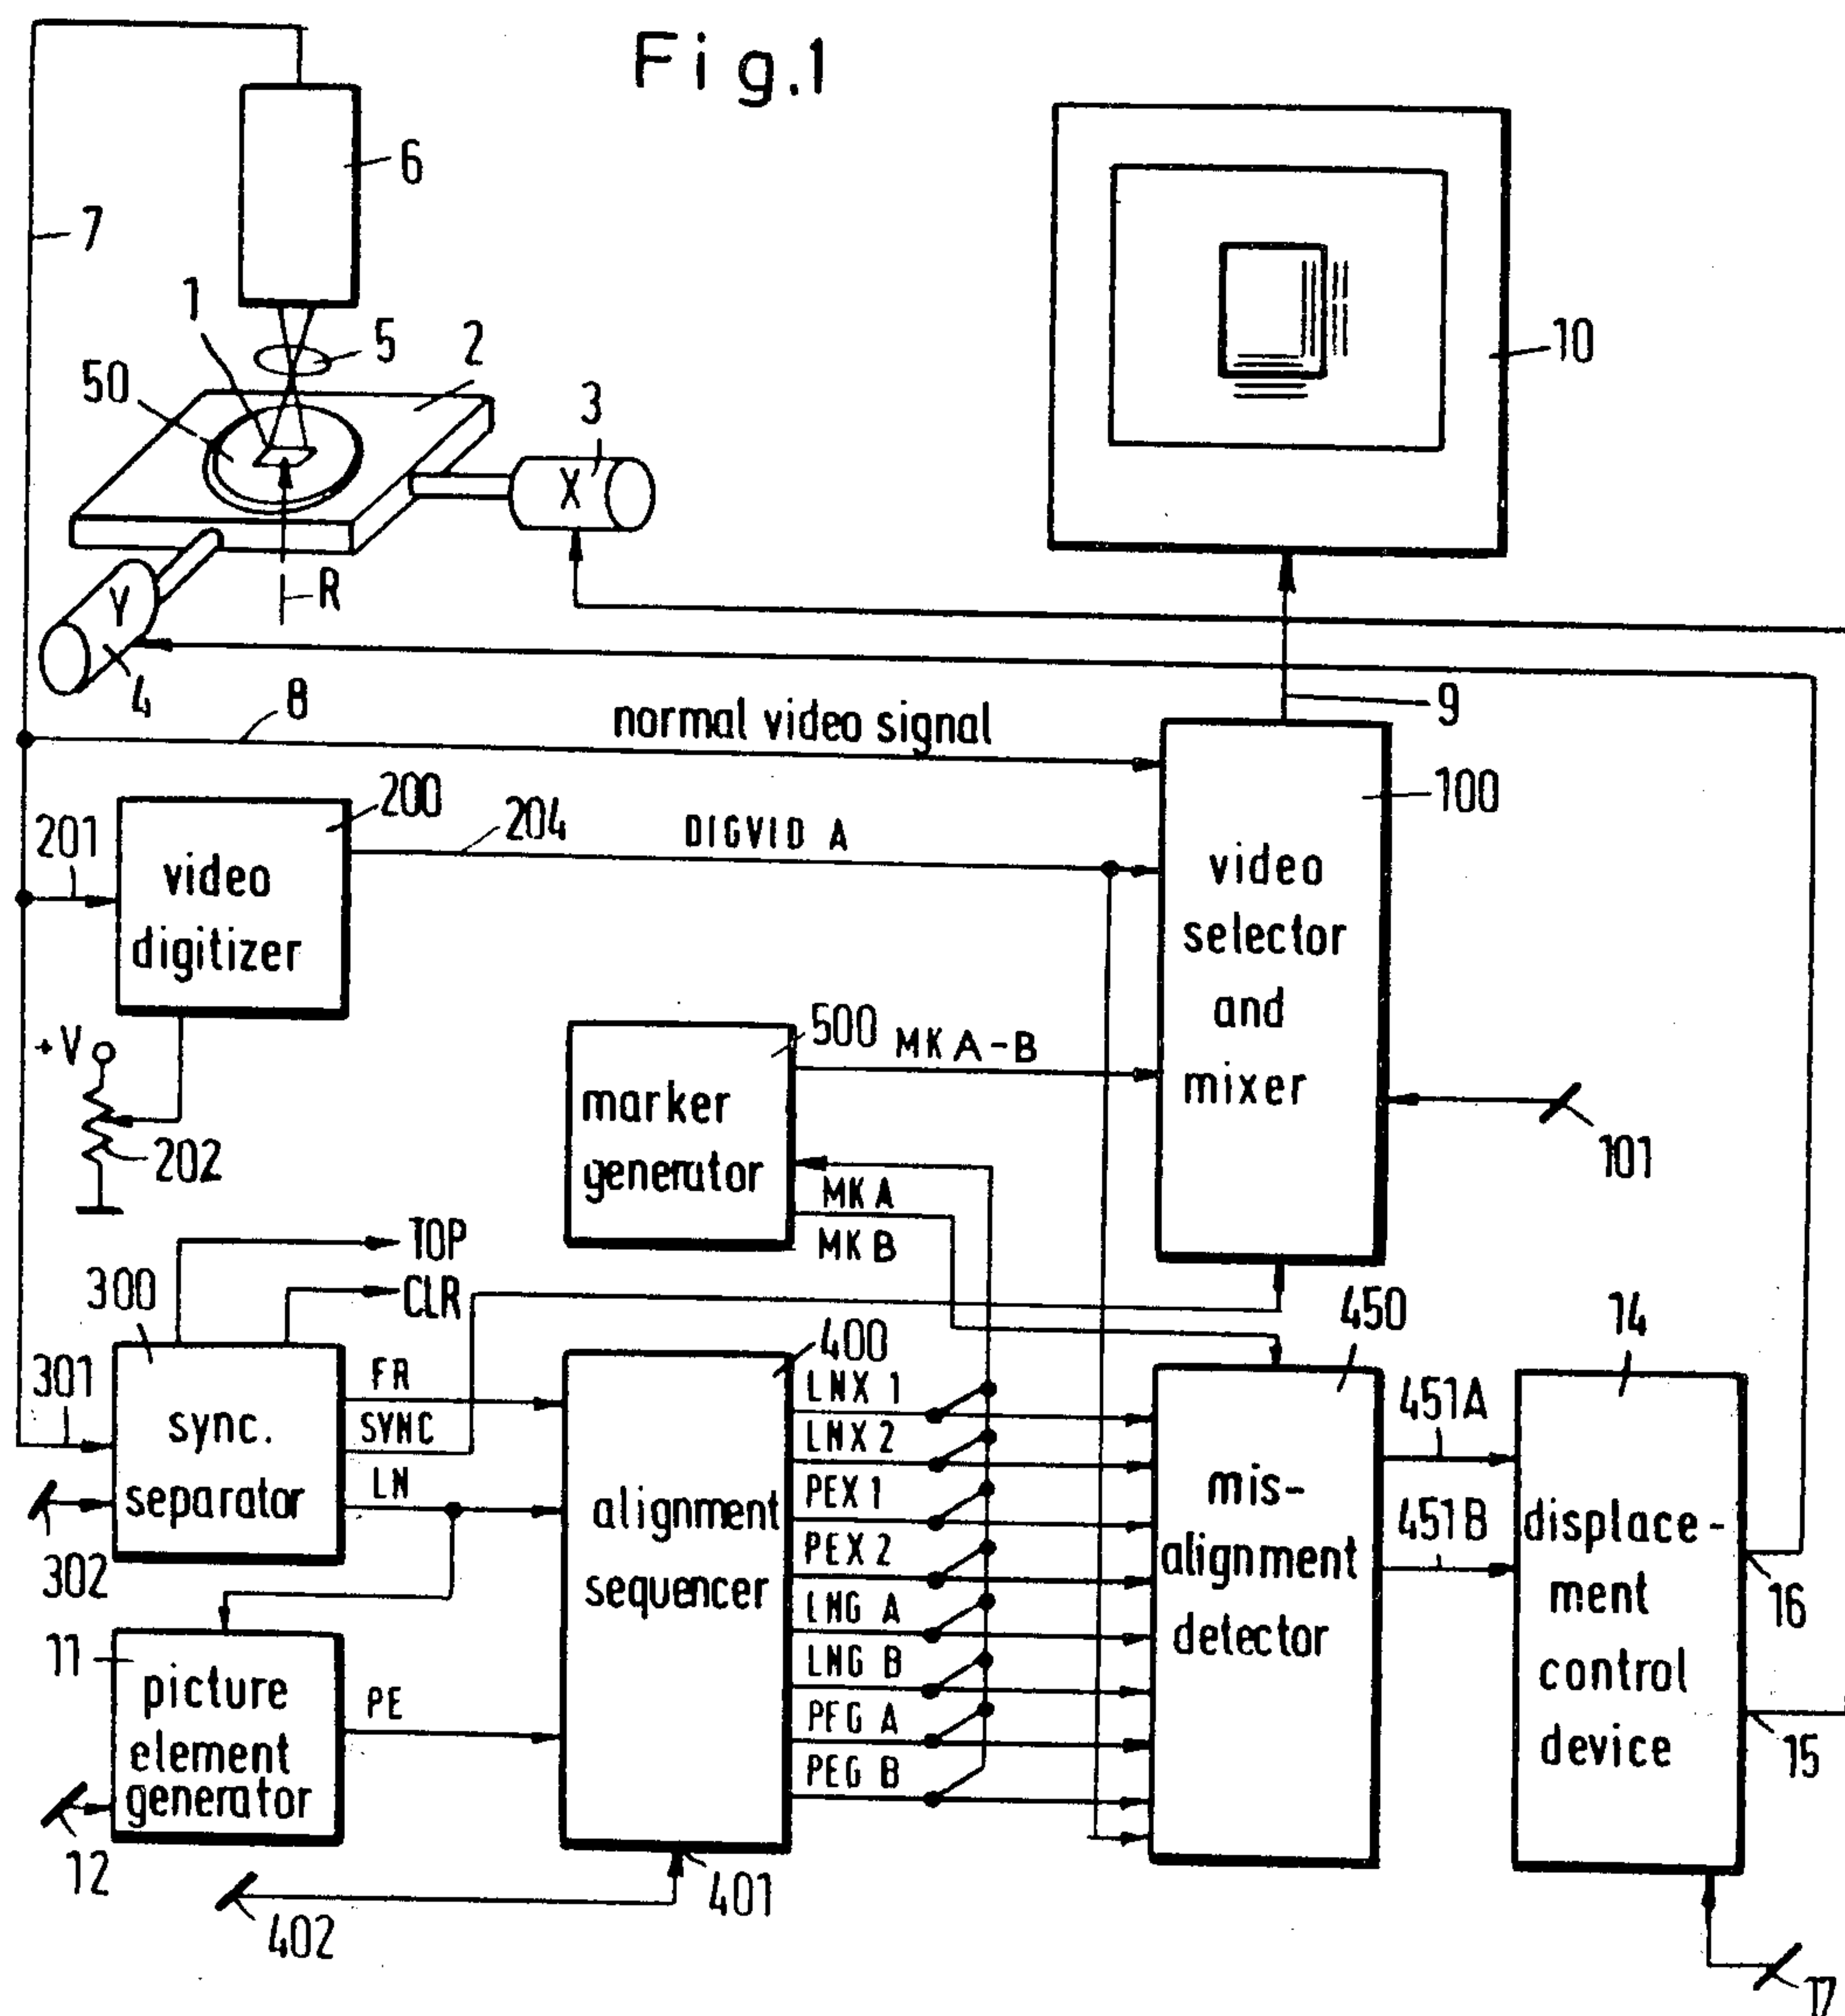 Fig.1
6
7
1
5
2
50
3
X
10
R
Y
4
8
normal video signal
9
100
200
201
204
DIGVID A
video
digitizer
video
selector
and
mixer
+V
202
500
MKA-B
marker
generator
MKA
MKB
101
TOP
CLR
300
301
FR
SYNC
LN
sync.
separator
302
400
LNX 1
LNX 2
PEX 1
PEX 2
LNG A
LNG B
PEG A
PEG B
alignment
sequencer
450
mis-
alignment
detector
451A
451B
14
displace-
ment
control
device
16
15
11
picture
element
generator
PE
12
401
402
17